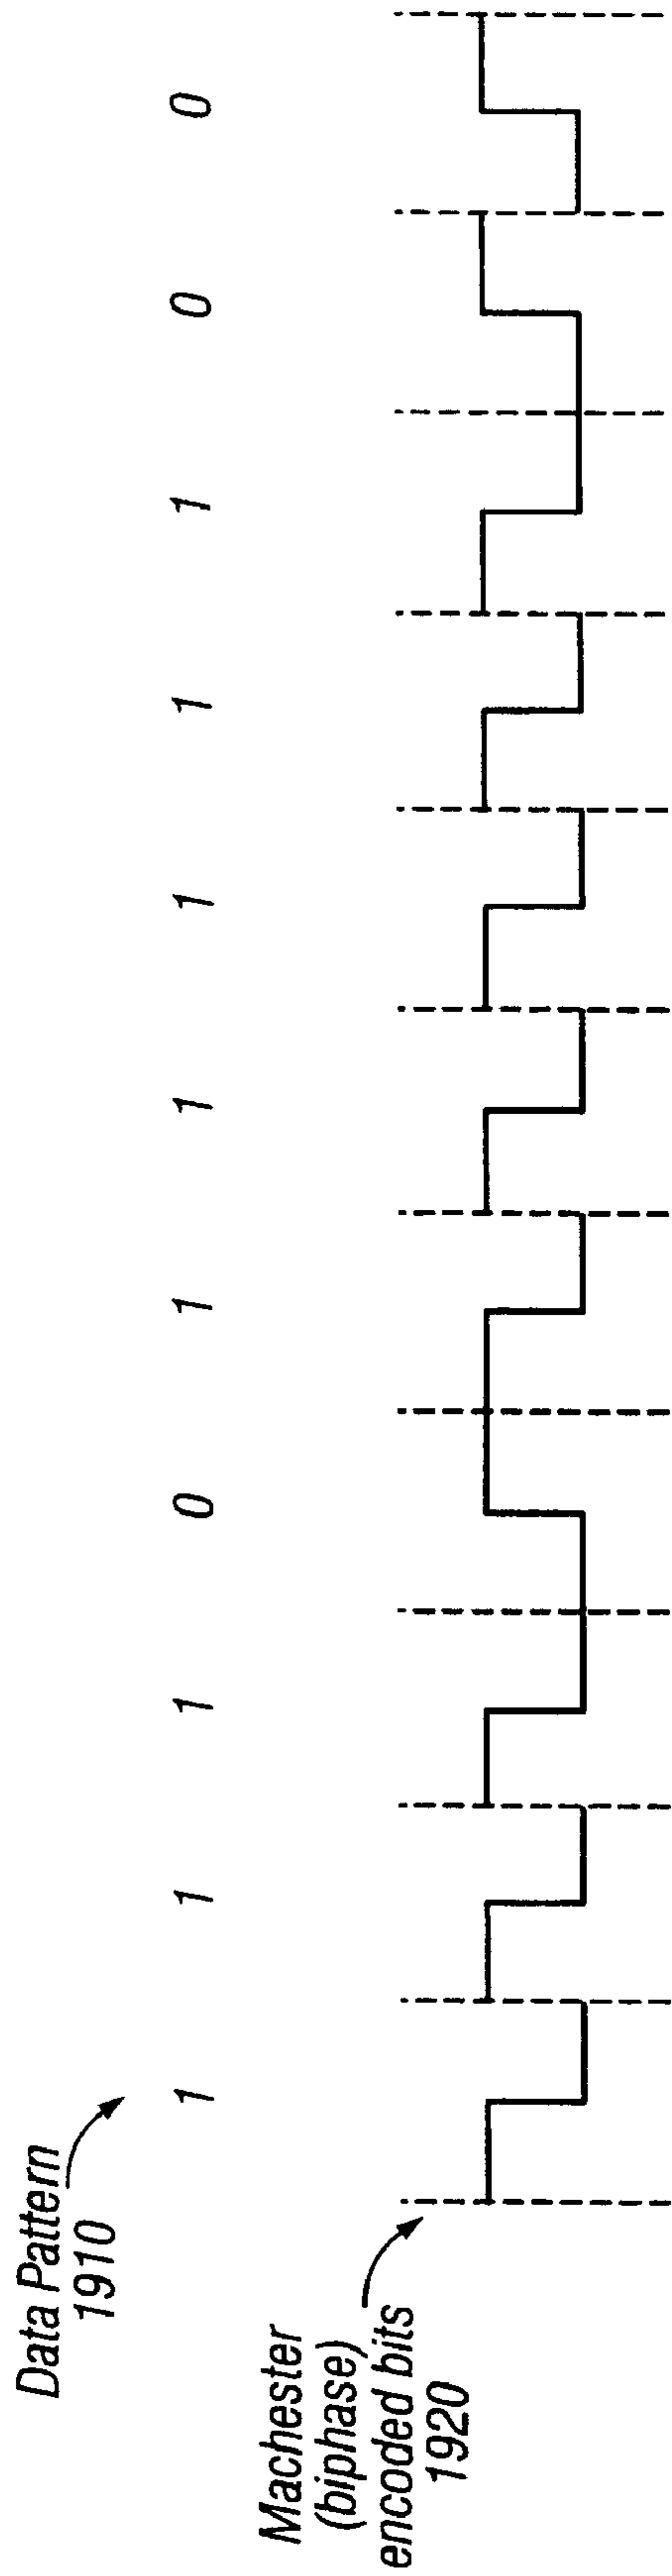 Data Pattern
1910
1 1 1 0 1 1 1 1 1 0 0
Machester
(biphase)
encoded bits
1920